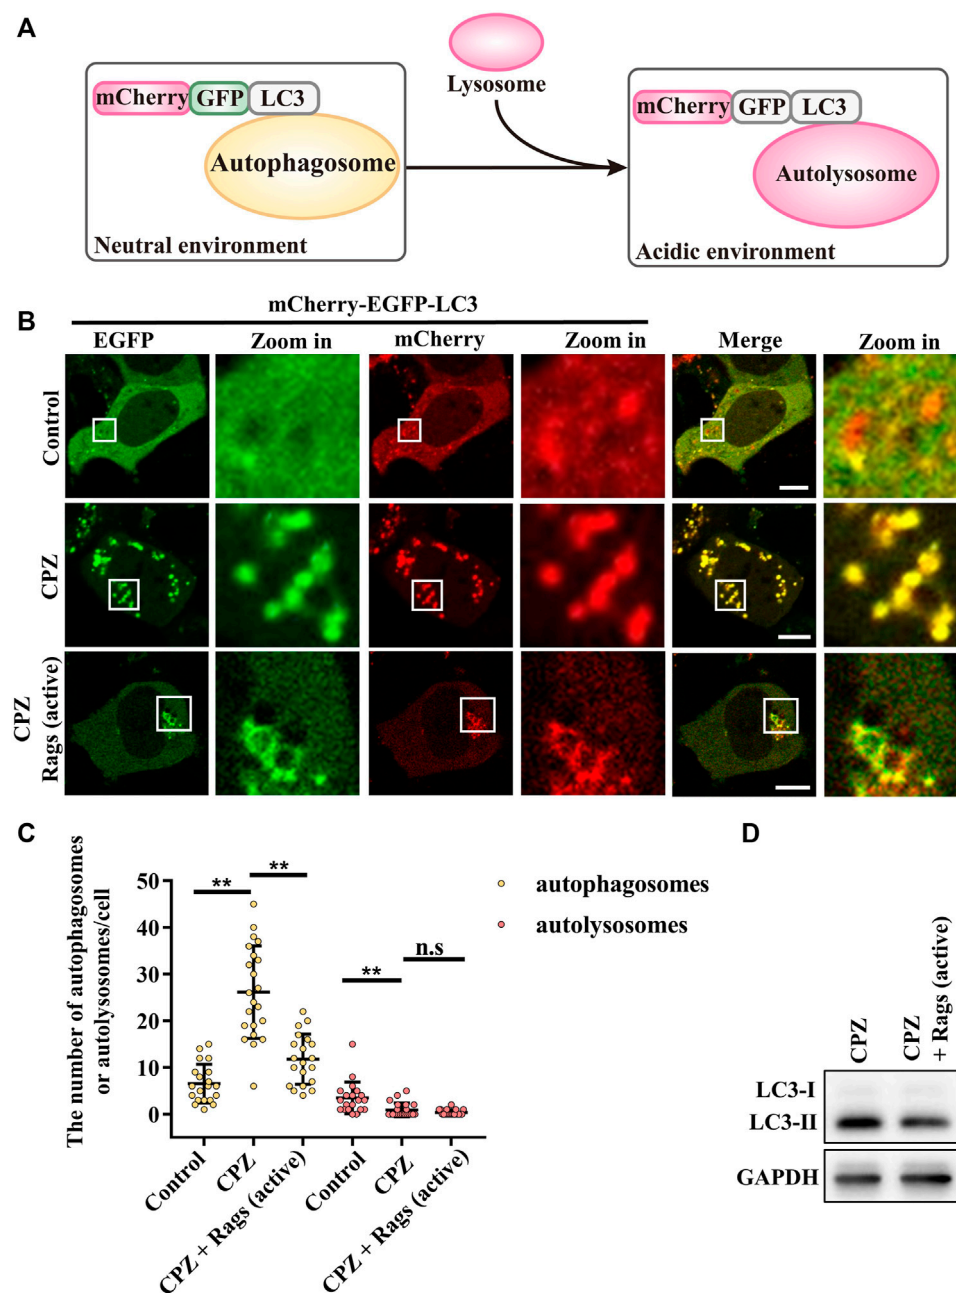 A
mCherry GFP LC3
Autophagosome
Neutral environment
Lysosome
mCherry GFP LC3
Autolysosome
Acidic environment
B
mCherry-EGFP-LC3
EGFP Zoom in mCherry Zoom in Merge Zoom in
Control
CPZ
CPZ
Rags (active)
C
The number of autophagosomes
or autolysosomes/cell
50
40
30
20
10
0
**
**
**
n.s
autophagosomes
autolysosomes
Control
CPZ
CPZ + Rags (active)
Control
CPZ
CPZ + Rags (active)
D
CPZ
CPZ
+ Rags (active)
LC3-I
LC3-II
GAPDH